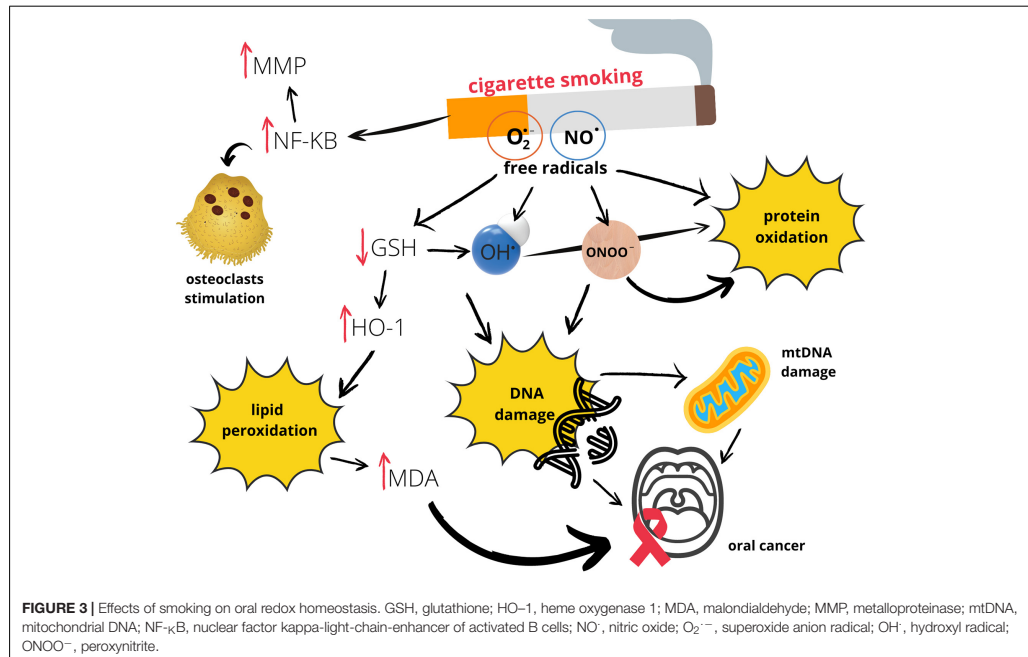 ↑MMP
cigarette smoking
↑NF-KB
O₂•⁻
NO•
free radicals
protein
oxidation
↓GSH
OH•
ONOO⁻
osteoclasts
stimulation
↑HO-1
mtDNA
damage
DNA
damage
lipid
peroxidation
↑MDA
oral cancer
FIGURE 3 | Effects of smoking on oral redox homeostasis. GSH, glutathione; HO–1, heme oxygenase 1; MDA, malondialdehyde; MMP, metalloproteinase; mtDNA,
mitochondrial DNA; NF-κB, nuclear factor kappa-light-chain-enhancer of activated B cells; NO·, nitric oxide; O₂·⁻, superoxide anion radical; OH·, hydroxyl radical;
ONOO⁻, peroxynitrite.